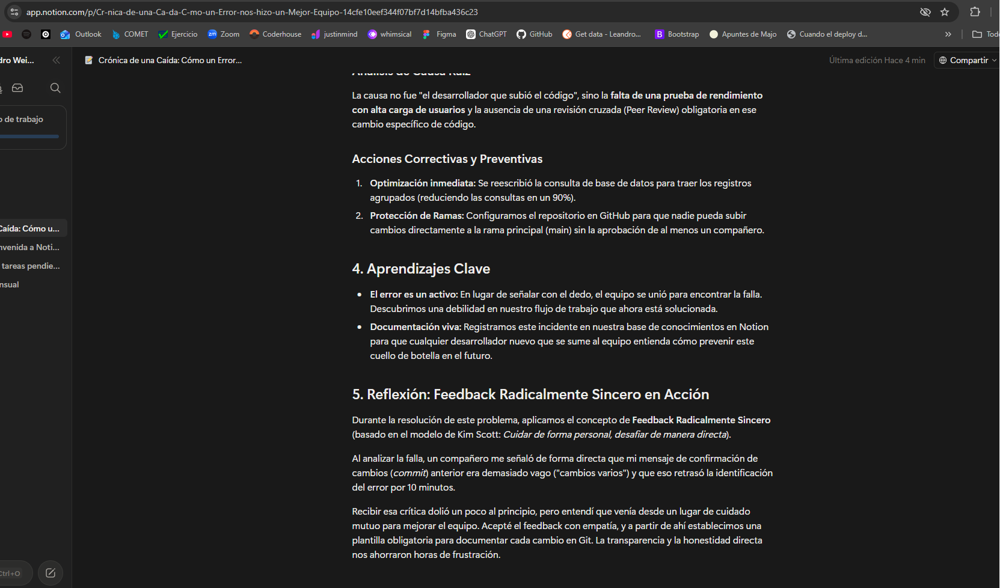 app.notion.com/p/Cr-nica-de-una-Ca-da-C-mo-un-Error-nos-hizo-un-Mejor-Equipo-14cfe10eef344f07bf7d14bfba436c23
Outlook COMET Ejercicio Zoom Coderhouse justinmind whimsical Figma ChatGPT GitHub Get data - Leandro... Bootstrap Apuntes de Majo Cuando el deploy d... » Tod
dro Wei...
Crónica de una Caída: Cómo un Error...
Última edición Hace 4 min
Compartir
de trabajo
Caída: Cómo u...
nvenida a Noti...
tareas pendie...
nsual
Ctrl+O
Análisis de Causa Raíz
La causa no fue "el desarrollador que subió el código", sino la falta de una prueba de rendimiento
con alta carga de usuarios y la ausencia de una revisión cruzada (Peer Review) obligatoria en ese
cambio específico de código.
Acciones Correctivas y Preventivas
1. Optimización inmediata: Se reescribió la consulta de base de datos para traer los registros
agrupados (reduciendo las consultas en un 90%).
2. Protección de Ramas: Configuramos el repositorio en GitHub para que nadie pueda subir
cambios directamente a la rama principal (main) sin la aprobación de al menos un compañero.
4. Aprendizajes Clave
• El error es un activo: En lugar de señalar con el dedo, el equipo se unió para encontrar la falla.
Descubrimos una debilidad en nuestro flujo de trabajo que ahora está solucionada.
• Documentación viva: Registramos este incidente en nuestra base de conocimientos en Notion
para que cualquier desarrollador nuevo que se sume al equipo entienda cómo prevenir este
cuello de botella en el futuro.
5. Reflexión: Feedback Radicalmente Sincero en Acción
Durante la resolución de este problema, aplicamos el concepto de Feedback Radicalmente Sincero
(basado en el modelo de Kim Scott: Cuidar de forma personal, desafiar de manera directa).
Al analizar la falla, un compañero me señaló de forma directa que mi mensaje de confirmación de
cambios (commit) anterior era demasiado vago ("cambios varios") y que eso retrasó la identificación
del error por 10 minutos.
Recibir esa crítica dolió un poco al principio, pero entendí que venía desde un lugar de cuidado
mutuo para mejorar el equipo. Acepté el feedback con empatía, y a partir de ahí establecimos una
plantilla obligatoria para documentar cada cambio en Git. La transparencia y la honestidad directa
nos ahorraron horas de frustración.